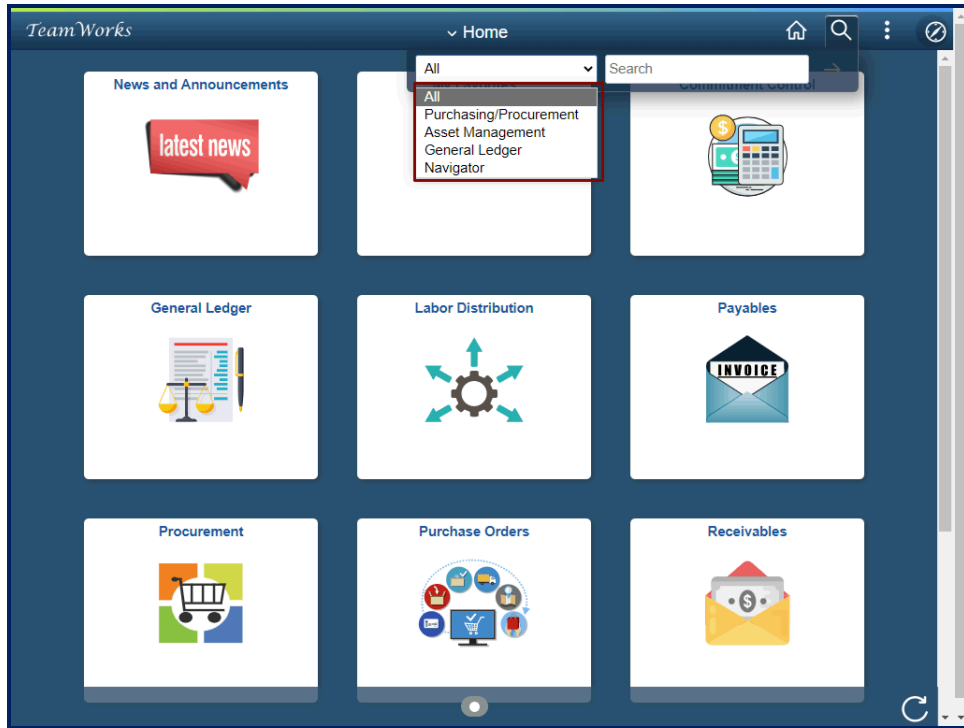 TeamWorks
Home
All
Search
All
Purchasing/Procurement
Asset Management
General Ledger
Navigator
News and Announcements
Commitment Control
latest news
General Ledger
Labor Distribution
Payables
INVOICE
Procurement
Purchase Orders
Receivables